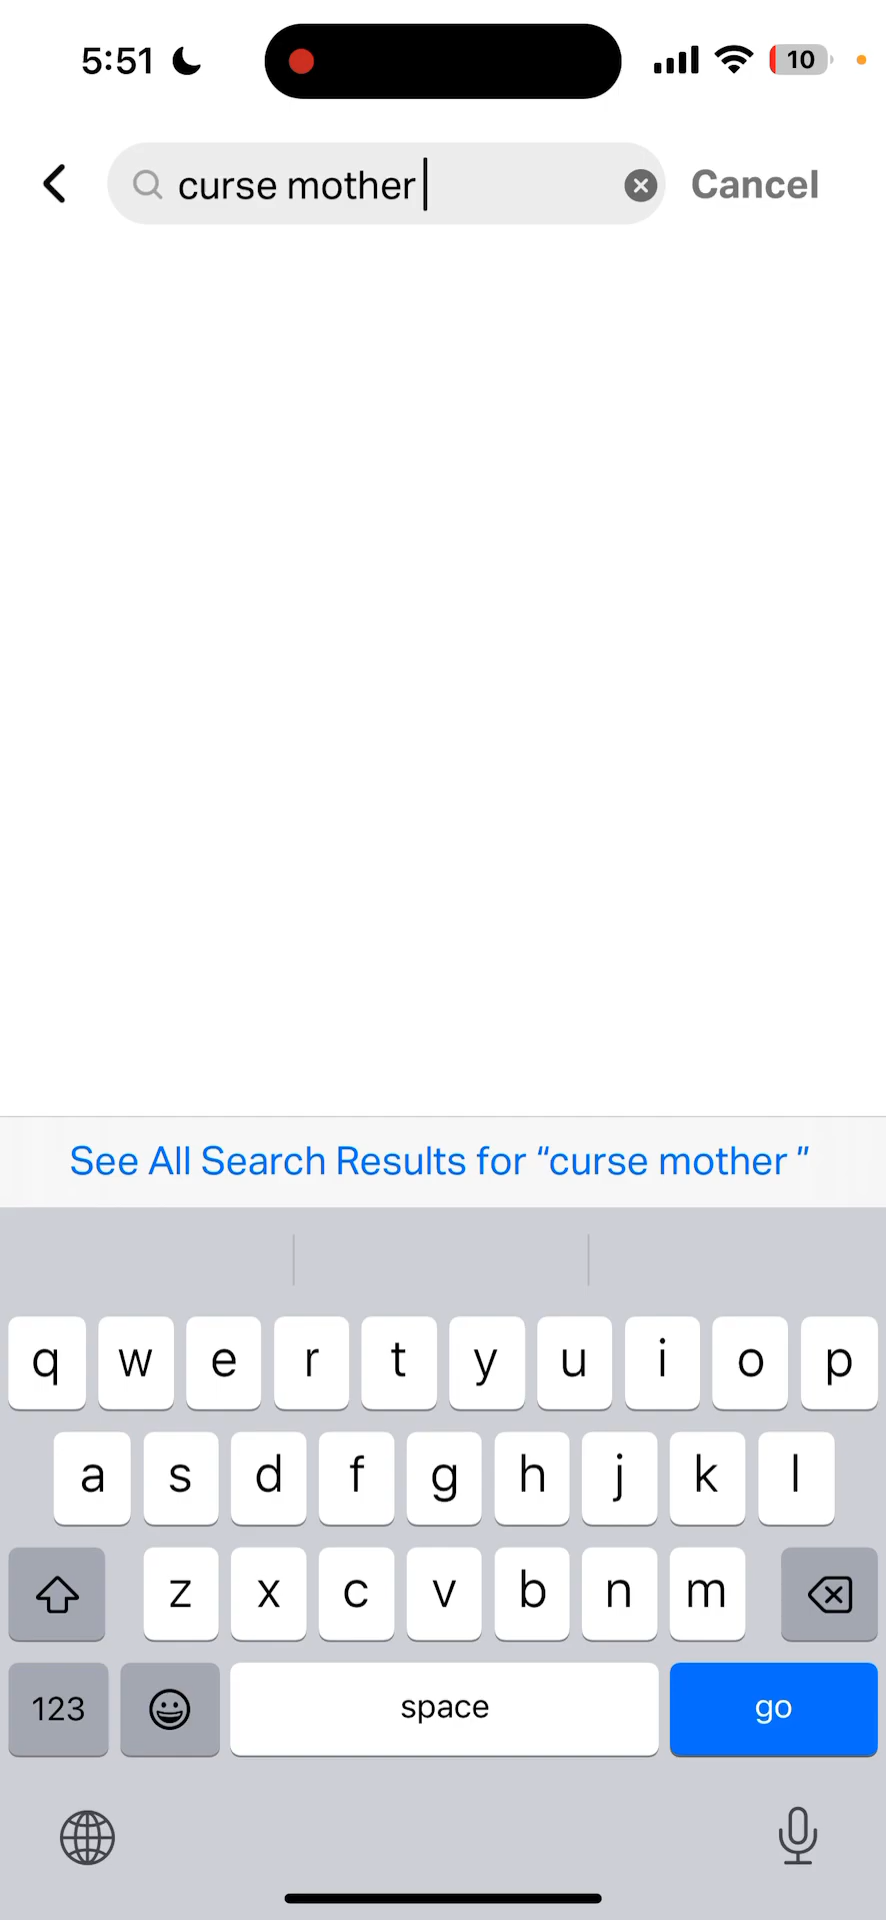 5:51
10
curse mother
Cancel
See All Search Results for “curse mother ”
q w e r t y u i o p
a s d f g h j k l
z x c v b n m
123 space go